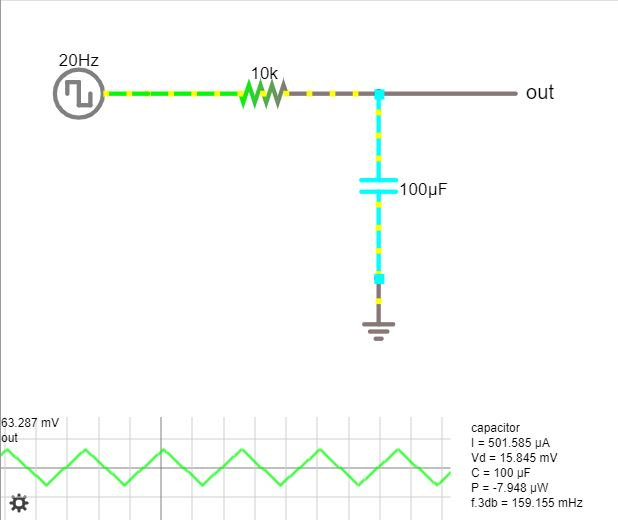 20Hz
10k
out
100µF
63.287 mV
out
capacitor
I = 501.585 µA
Vd = 15.845 mV
C = 100 µF
P = -7.948 µW
f.3db = 159.155 mHz